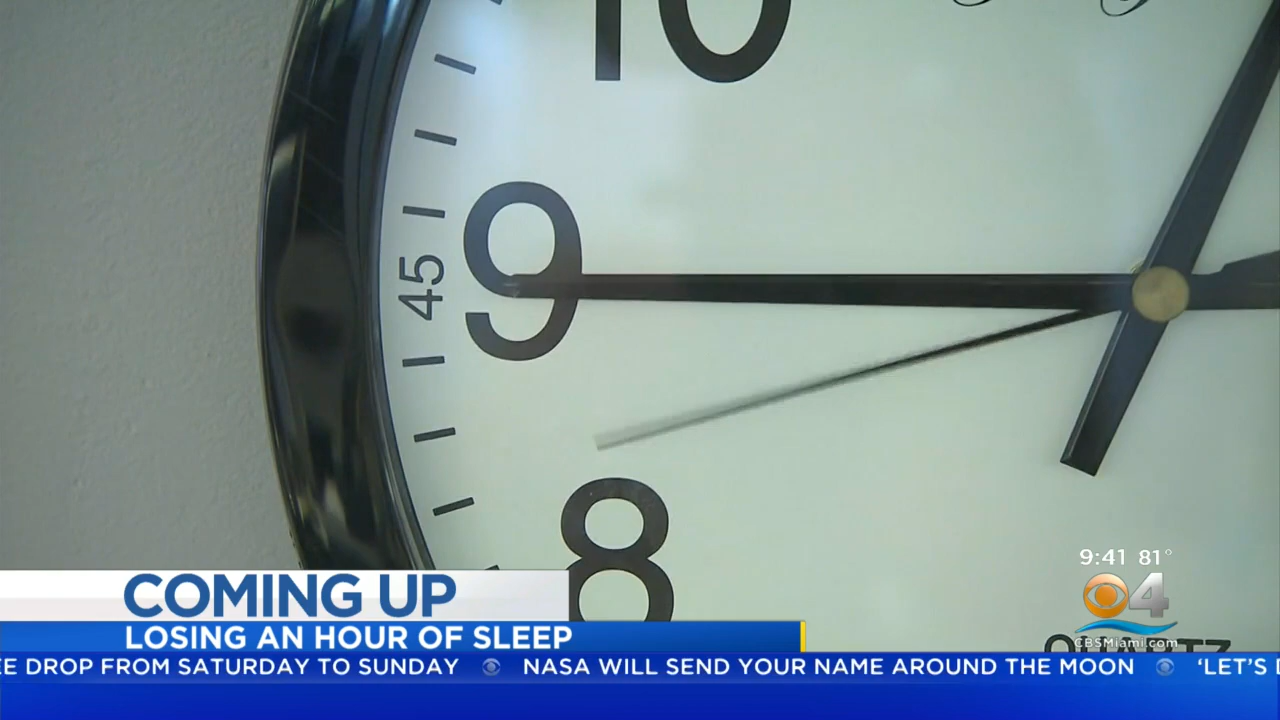 10
9
45
8
9:41 81°
4
QUARTZ
CBSMiami.com
COMING UP
LOSING AN HOUR OF SLEEP
DROP FROM SATURDAY TO SUNDAY NASA WILL SEND YOUR NAME AROUND THE MOON 'LET'S